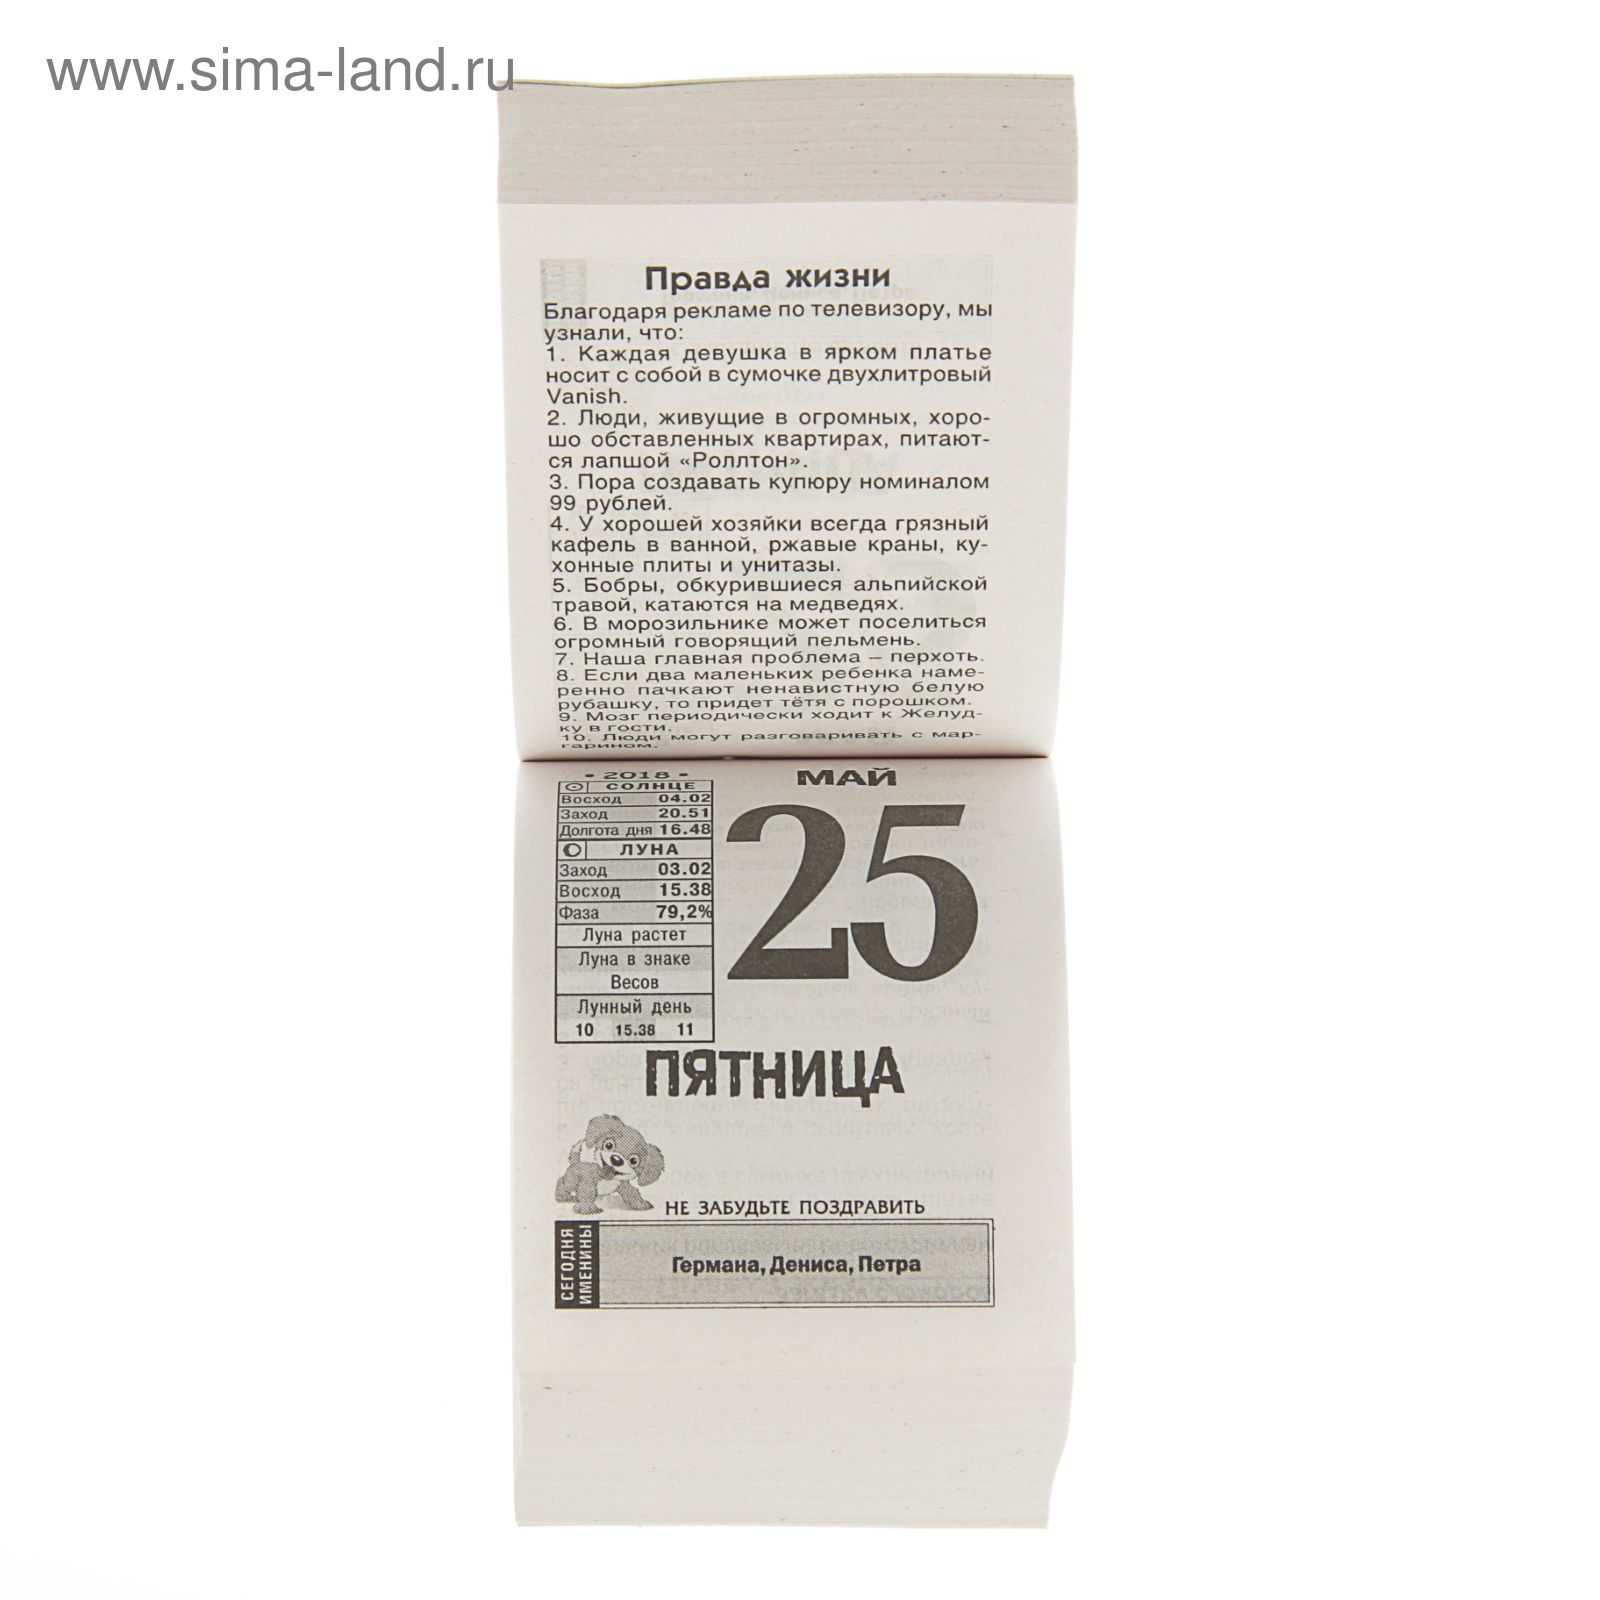 www.sima-land.ru
Правда жизни
Благодаря рекламе по телевизору, мы
узнали, что:
1. Каждая девушка в ярком платье
носит с собой в сумочке двухлитровый
Vanish.
2. Люди, живущие в огромных, хоро-
шо обставленных квартирах, питают-
ся лапшой «Роллтон».
3. Пора создавать купюру номиналом
99 рублей.
4. У хорошей хозяйки всегда грязный
кафель в ванной, ржавые краны, ку-
хонные плиты и унитазы.
5. Бобры, обкурившиеся альпийской
травой, катаются на медведях.
6. В морозильнике может поселиться
огромный говорящий пельмень.
7. Наша главная проблема – перхоть.
8. Если два маленьких ребенка наме-
ренно пачкают ненавистную белую
рубашку, то придет тётя с порошком.
9. Мозг периодически ходит к Желуд-
ку в гости.
10. Люди могут разговаривать с мар-
гарином.
• 2018 •
СОЛНЦЕ
Восход 04.02
Заход 20.51
Долгота дня 16.48
ЛУНА
Заход 03.02
Восход 15.38
Фаза 79,2%
Луна растет
Луна в знаке
Весов
Лунный день
10 15.38 11
МАЙ
25
ПЯТНИЦА
НЕ ЗАБУДЬТЕ ПОЗДРАВИТЬ
СЕГОДНЯ
ИМЕНИНЫ
Германа, Дениса, Петра